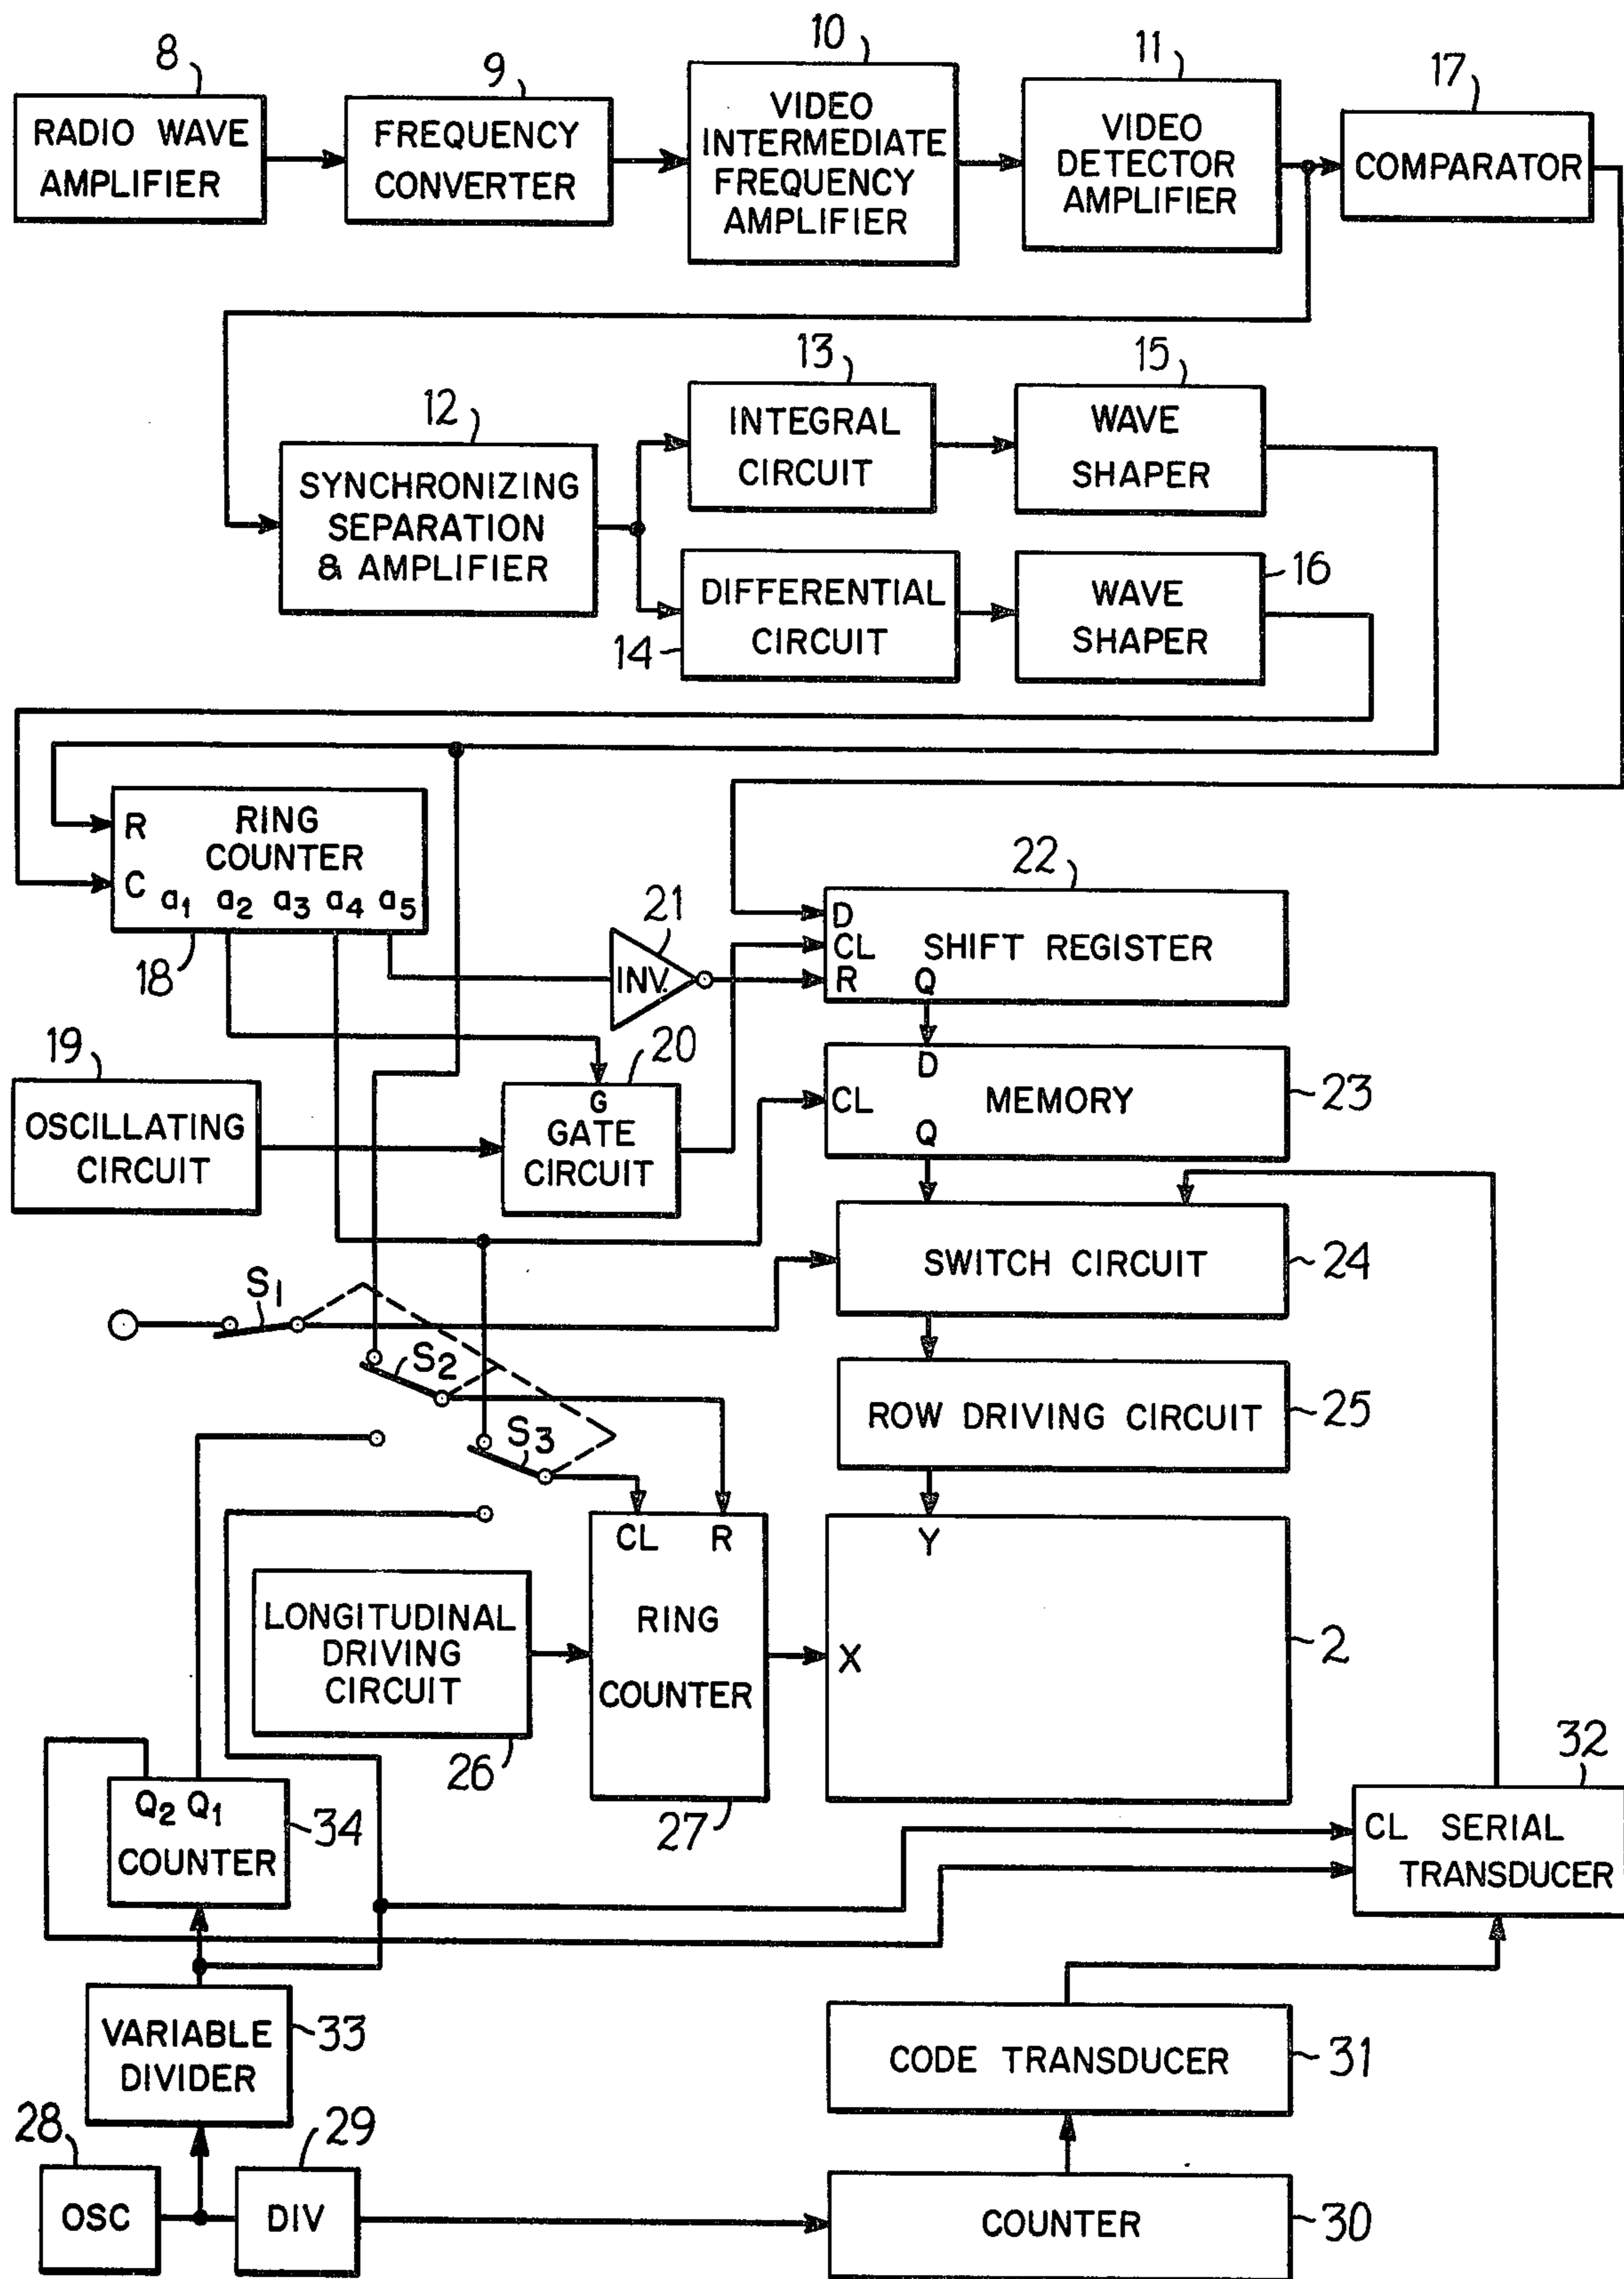 8
9
10
11
17
RADIO WAVE
AMPLIFIER
FREQUENCY
CONVERTER
VIDEO
INTERMEDIATE
FREQUENCY
AMPLIFIER
VIDEO
DETECTOR
AMPLIFIER
COMPARATOR
12
13
15
SYNCHRONIZING
SEPARATION
& AMPLIFIER
INTEGRAL
CIRCUIT
WAVE
SHAPER
14
DIFFERENTIAL
CIRCUIT
WAVE
SHAPER
16
R
C
RING
COUNTER
a1 a2 a3 a4 a5
18
21
INV.
22
D
CL
R
SHIFT REGISTER
Q
19
OSCILLATING
CIRCUIT
20
G
GATE
CIRCUIT
D
CL
MEMORY
Q
23
S1
SWITCH CIRCUIT
24
S2
S3
ROW DRIVING CIRCUIT
25
LONGITUDINAL
DRIVING
CIRCUIT
26
CL R
RING
COUNTER
27
Y
X
2
Q2 Q1
COUNTER
34
32
CL SERIAL
TRANSDUCER
VARIABLE
DIVIDER
33
CODE TRANSDUCER
31
28
OSC
29
DIV
COUNTER
30